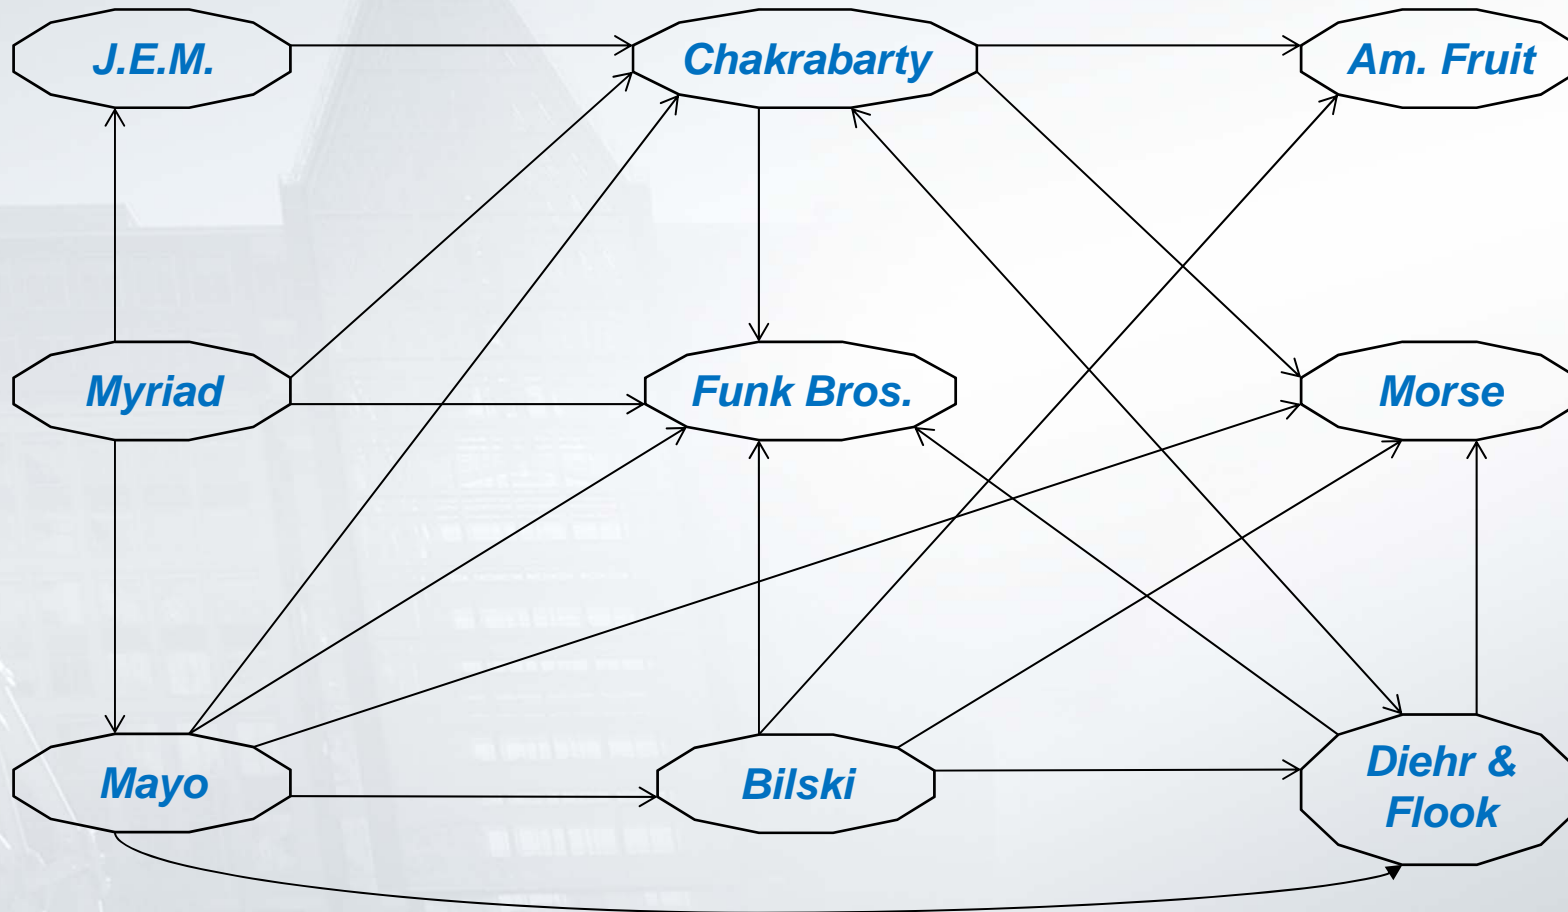 J.E.M.
Chakrabarty
Am. Fruit
Myriad
Funk Bros.
Morse
Mayo
Bilski
Diehr &
Flook